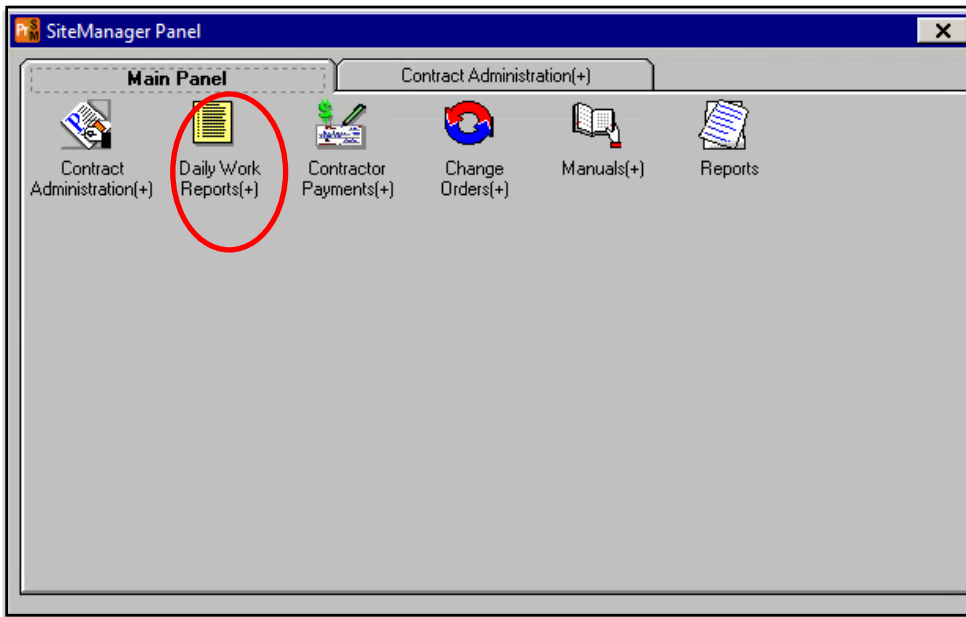 SiteManager Panel
Main Panel
Contract Administration(+)
Contract
Administration(+)
Daily Work
Reports(+)
Contractor
Payments(+)
Change
Orders(+)
Manuals(+)
Reports